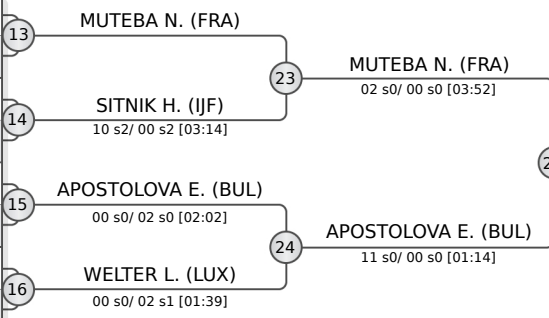 13
MUTEBA N. (FRA)
23
MUTEBA N. (FRA)
02 s0/ 00 s0 [03:52]
14
SITNIK H. (IJF)
10 s2/ 00 s2 [03:14]
15
APOSTOLOVA E. (BUL)
00 s0/ 02 s0 [02:02]
24
APOSTOLOVA E. (BUL)
11 s0/ 00 s0 [01:14]
16
WELTER L. (LUX)
00 s0/ 02 s1 [01:39]